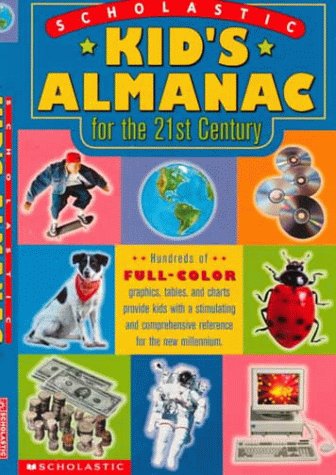 SCHOLASTIC
KID'S
ALMANAC
for the 21st Century
Hundreds of
FULL-COLOR
graphics, tables, and charts
provide kids with a stimulating
and comprehensive reference
for the new millennium.
SCHOLASTIC
SCHOLASTIC
SCHOLASTIC